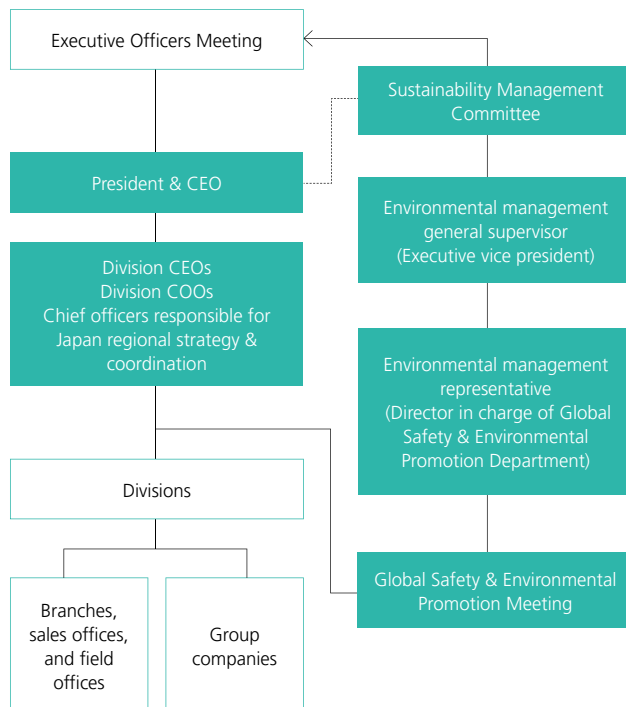 Executive Officers Meeting
Sustainability Management
Committee
President & CEO
Environmental management
general supervisor
(Executive vice president)
Division CEOs
Division COOs
Chief officers responsible for
Japan regional strategy &
coordination
Environmental management
representative
(Director in charge of Global
Safety & Environmental
Promotion Department)
Divisions
Global Safety & Environmental
Promotion Meeting
Branches,
sales offices,
and field
offices
Group
companies